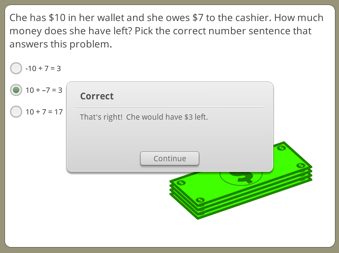 Che has $10 in her wallet and she owes $7 to the cashier. How much
money does she have left? Pick the correct number sentence that
answers this problem.
-10 + 7 = 3
10 + –7 = 3
10 + 7 = 17
Correct
That's right! Che would have $3 left.
Continue